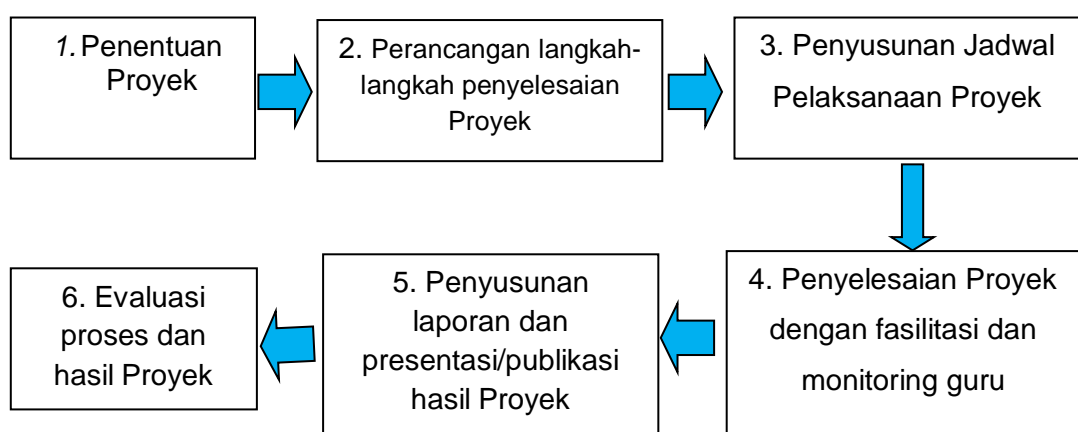 1. Penentuan
Proyek
2. Perancangan langkah-
langkah penyelesaian
Proyek
3. Penyusunan Jadwal
Pelaksanaan Proyek
4. Penyelesaian Proyek
dengan fasilitasi dan
monitoring guru
5. Penyusunan
laporan dan
presentasi/publikasi
hasil Proyek
6. Evaluasi
proses dan
hasil Proyek